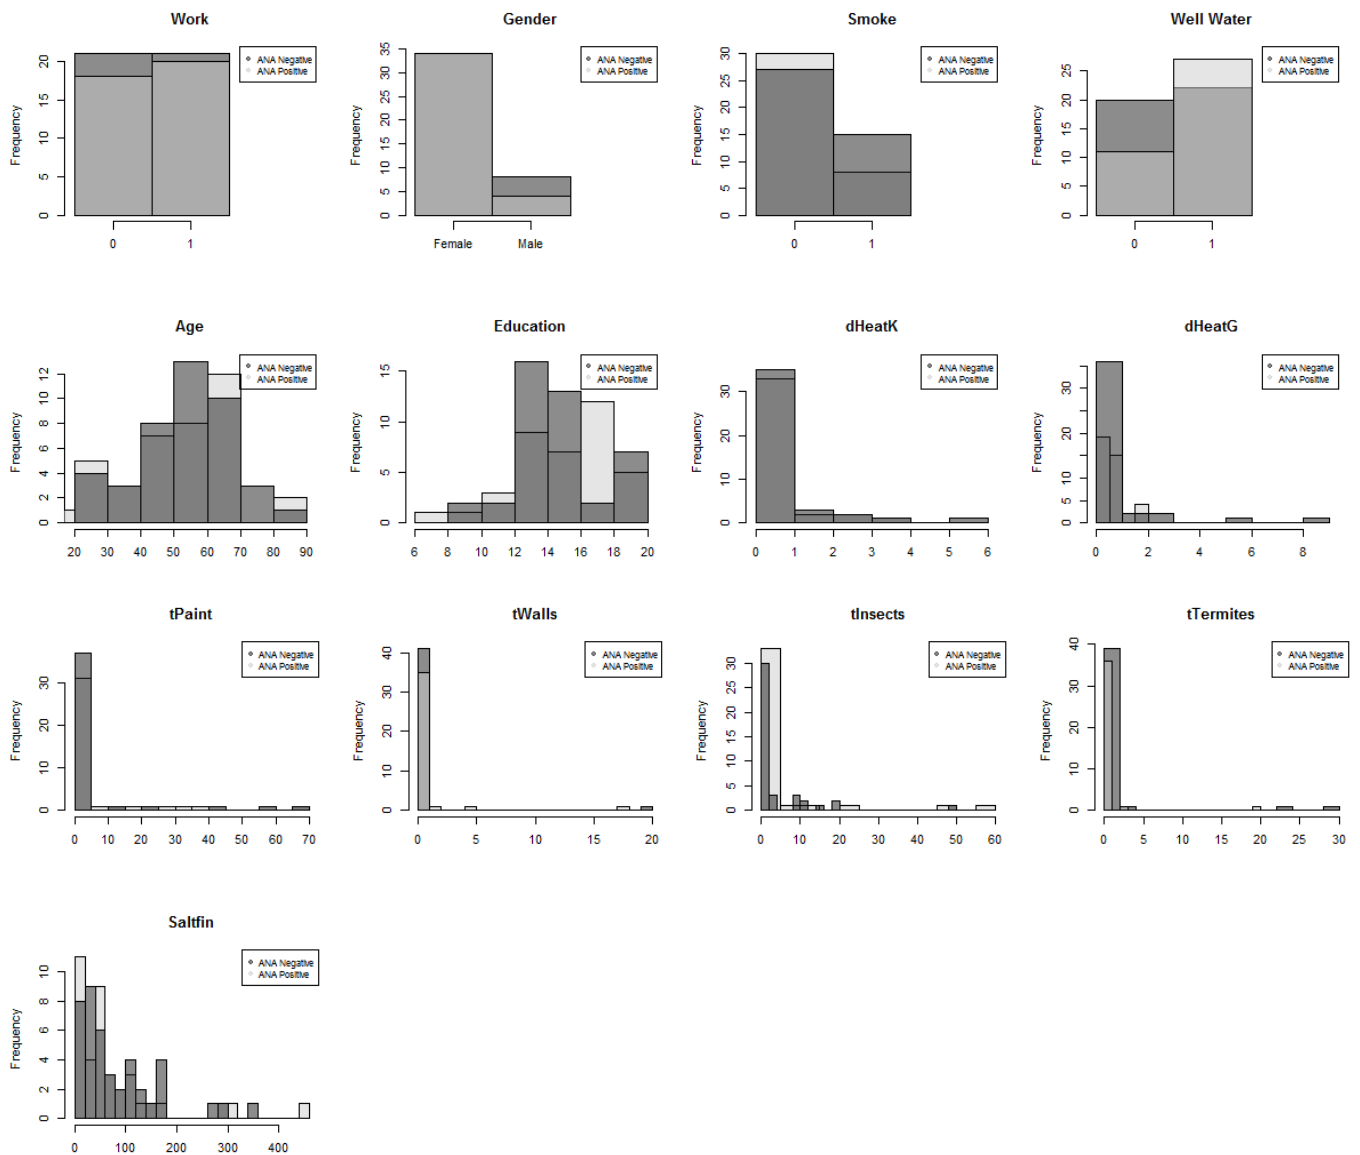 Work
ANA Negative
ANA Positive
Frequency
0 5 10 15 20
0 1
Gender
ANA Negative
ANA Positive
Frequency
0 5 10 15 20 25 30 35
Female Male
Smoke
ANA Negative
ANA Positive
Frequency
0 5 10 15 20 25 30
0 1
Well Water
ANA Negative
ANA Positive
Frequency
0 5 10 15 20 25
0 1
Age
ANA Negative
ANA Positive
Frequency
0 2 4 6 8 10 12
20 30 40 50 60 70 80 90
Education
ANA Negative
ANA Positive
Frequency
0 5 10 15
6 8 10 12 14 16 18 20
dHeatK
ANA Negative
ANA Positive
Frequency
0 10 20 30
0 1 2 3 4 5 6
dHeatG
ANA Negative
ANA Positive
Frequency
0 5 10 20 30
0 2 4 6 8
tPaint
ANA Negative
ANA Positive
Frequency
0 10 20 30
0 10 20 30 40 50 60 70
tWalls
ANA Negative
ANA Positive
Frequency
0 10 20 30 40
0 5 10 15 20
tInsects
ANA Negative
ANA Positive
Frequency
0 5 10 15 20 25 30
0 10 20 30 40 50 60
tTermites
ANA Negative
ANA Positive
Frequency
0 10 20 30 40
0 5 10 15 20 25 30
Saltfin
ANA Negative
ANA Positive
Frequency
0 2 4 6 8 10
0 100 200 300 400